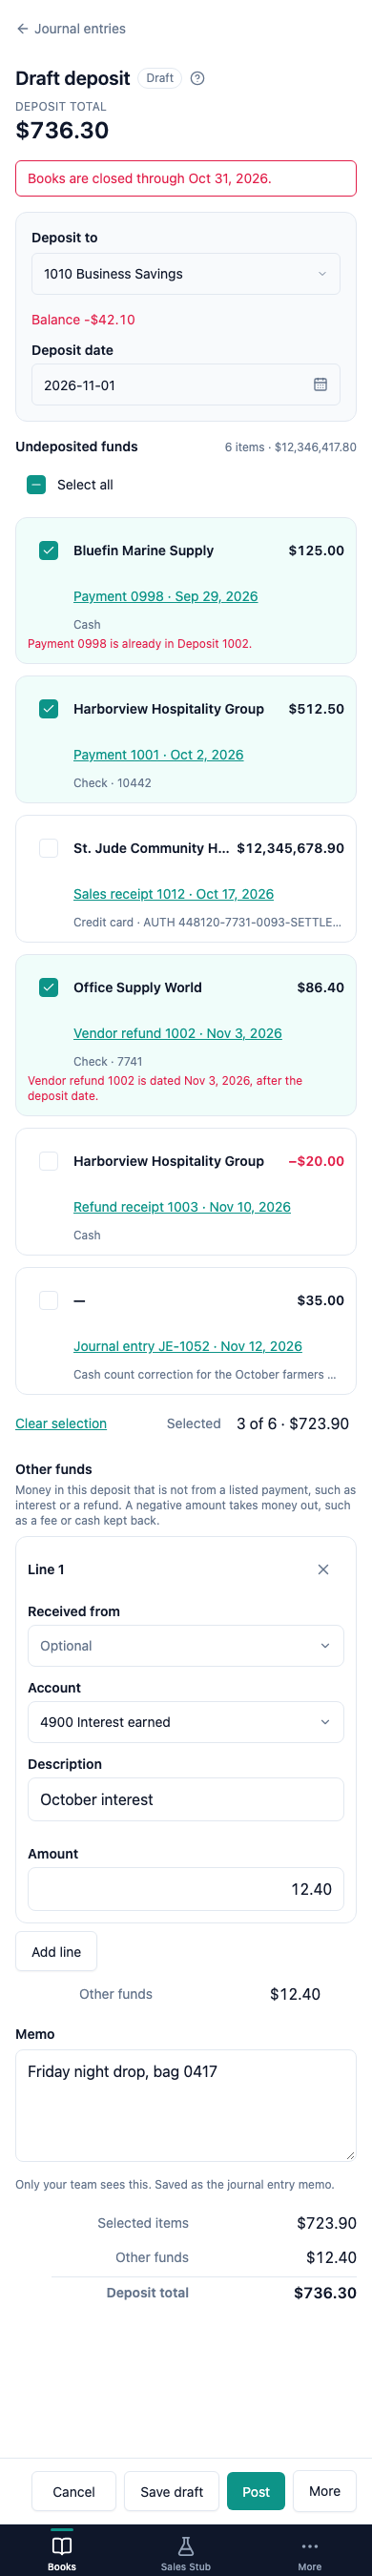 Journal entries
Draft deposit Draft
DEPOSIT TOTAL
$736.30
Books are closed through Oct 31, 2026.
Deposit to
1010 Business Savings
Balance -$42.10
Deposit date
2026-11-01
Undeposited funds 6 items · $12,346,417.80
Select all
Bluefin Marine Supply $125.00
Payment 0998 · Sep 29, 2026
Cash
Payment 0998 is already in Deposit 1002.
Harborview Hospitality Group $512.50
Payment 1001 · Oct 2, 2026
Check · 10442
St. Jude Community H... $12,345,678.90
Sales receipt 1012 · Oct 17, 2026
Credit card · AUTH 448120-7731-0093-SETTLE...
Office Supply World $86.40
Vendor refund 1002 · Nov 3, 2026
Check · 7741
Vendor refund 1002 is dated Nov 3, 2026, after the
deposit date.
Harborview Hospitality Group −$20.00
Refund receipt 1003 · Nov 10, 2026
Cash
— $35.00
Journal entry JE-1052 · Nov 12, 2026
Cash count correction for the October farmers ...
Clear selection Selected 3 of 6 · $723.90
Other funds
Money in this deposit that is not from a listed payment, such as
interest or a refund. A negative amount takes money out, such
as a fee or cash kept back.
Line 1
Received from
Optional
Account
4900 Interest earned
Description
October interest
Amount
12.40
Add line
Other funds $12.40
Memo
Friday night drop, bag 0417
Only your team sees this. Saved as the journal entry memo.
Selected items $723.90
Other funds $12.40
Deposit total $736.30
Cancel Save draft Post More
Books Sales Stub More